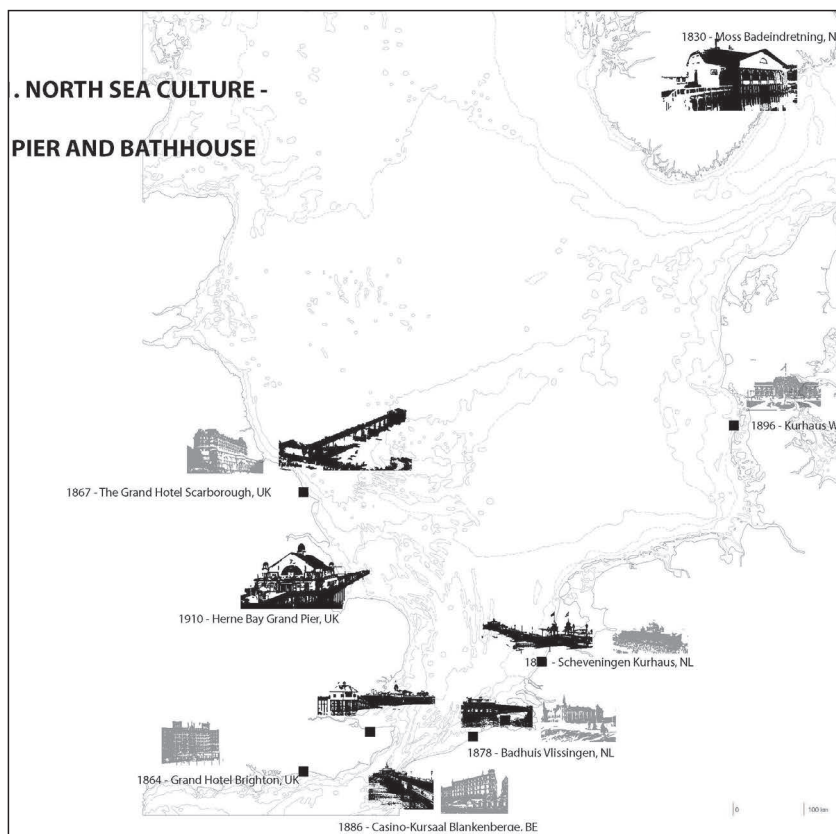 . NORTH SEA CULTURE -
PIER AND BATHHOUSE
1830 - Moss Badeindretning, N
1896 - Kurhaus W
1867 - The Grand Hotel Scarborough, UK
1910 - Herne Bay Grand Pier, UK
18 - Scheveningen Kurhaus, NL
1878 - Badhuis Vlissingen, NL
1864 - Grand Hotel Brighton, UK
1886 - Casino-Kursaal Blankenberge, BE
0 100 km